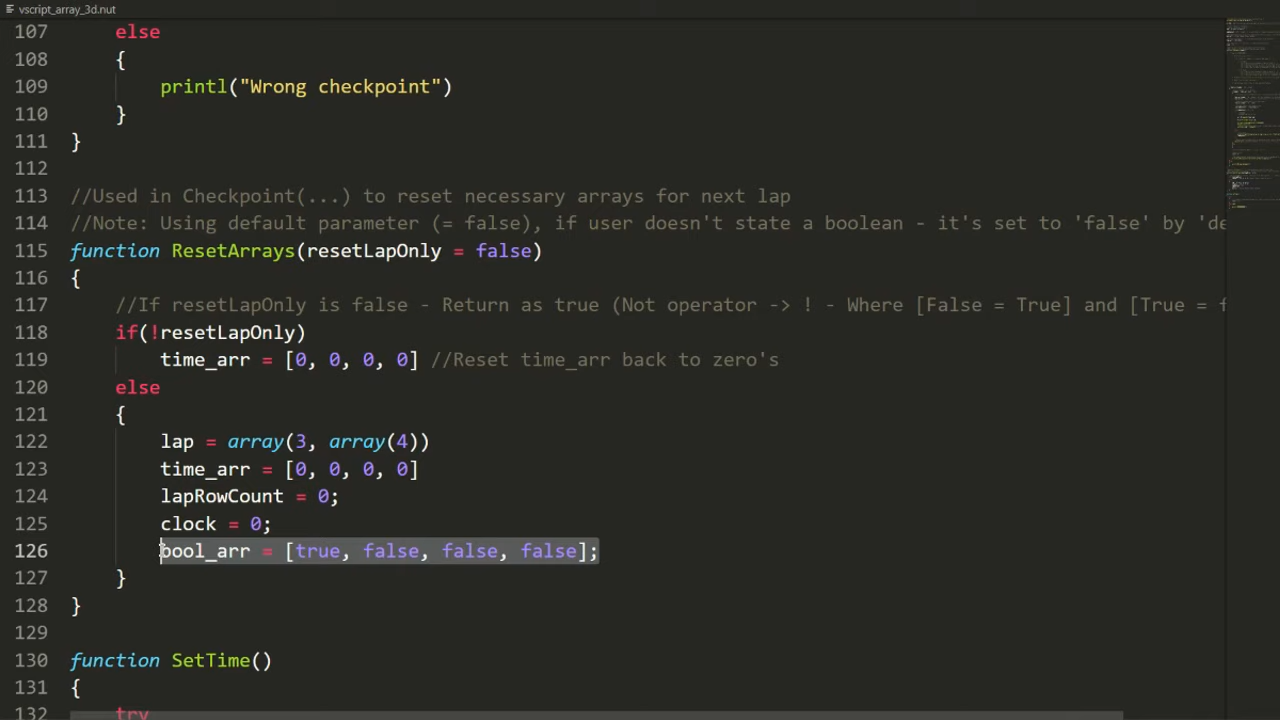 vscript_array_3d.nut
107 else
108 {
109 printl("Wrong checkpoint")
110 }
111 }
112
113 //Used in Checkpoint(...) to reset necessary arrays for next lap
114 //Note: Using default parameter (= false), if user doesn't state a boolean - it's set to 'false' by 'de
115 function ResetArrays(resetLapOnly = false)
116 {
117 //If resetLapOnly is false - Return as true (Not operator -> ! - Where [False = True] and [True = f
118 if(!resetLapOnly)
119 time_arr = [0, 0, 0, 0] //Reset time_arr back to zero's
120 else
121 {
122 lap = array(3, array(4))
123 time_arr = [0, 0, 0, 0]
124 lapRowCount = 0;
125 clock = 0;
126 bool_arr = [true, false, false, false];
127 }
128 }
129
130 function SetTime()
131 {
132 try